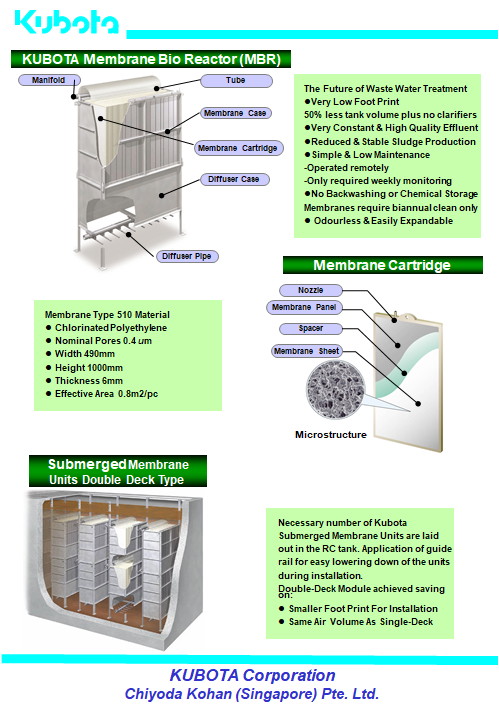 Kubota
KUBOTA Membrane Bio Reactor (MBR)
Manifold
Tube
Membrane Case
Membrane Cartridge
Diffuser Case
Diffuser Pipe
The Future of Waste Water Treatment
●Very Low Foot Print
50% less tank volume plus no clarifiers
●Very Constant & High Quality Effluent
●Reduced & Stable Sludge Production
●Simple & Low Maintenance
-Operated remotely
-Only required weekly monitoring
●No Backwashing or Chemical Storage
Membranes require biannual clean only
● Odourless & Easily Expandable
Membrane Cartridge
Nozzle
Membrane Panel
Spacer
Membrane Sheet
Microstructure
Membrane Type 510 Material
● Chlorinated Polyethylene
● Nominal Pores 0.4 um
● Width 490mm
● Height 1000mm
● Thickness 6mm
● Effective Area 0.8m2/pc
Submerged Membrane
Units Double Deck Type
Necessary number of Kubota
Submerged Membrane Units are laid
out in the RC tank. Application of guide
rail for easy lowering down of the units
during installation.
Double-Deck Module achieved saving
on:
● Smaller Foot Print For Installation
● Same Air Volume As Single-Deck
KUBOTA Corporation
Chiyoda Kohan (Singapore) Pte. Ltd.